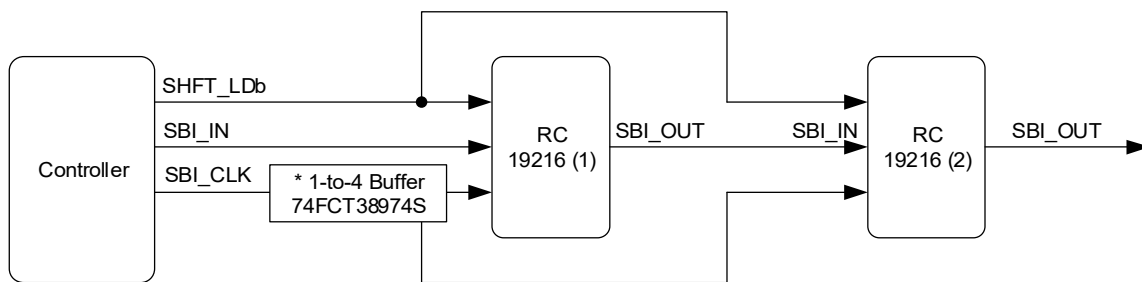 Controller
SHFT_LDb
SBI_IN
SBI_CLK
* 1-to-4 Buffer
74FCT38974S
RC
19216 (1)
SBI_OUT
SBI_IN
RC
19216 (2)
SBI_OUT